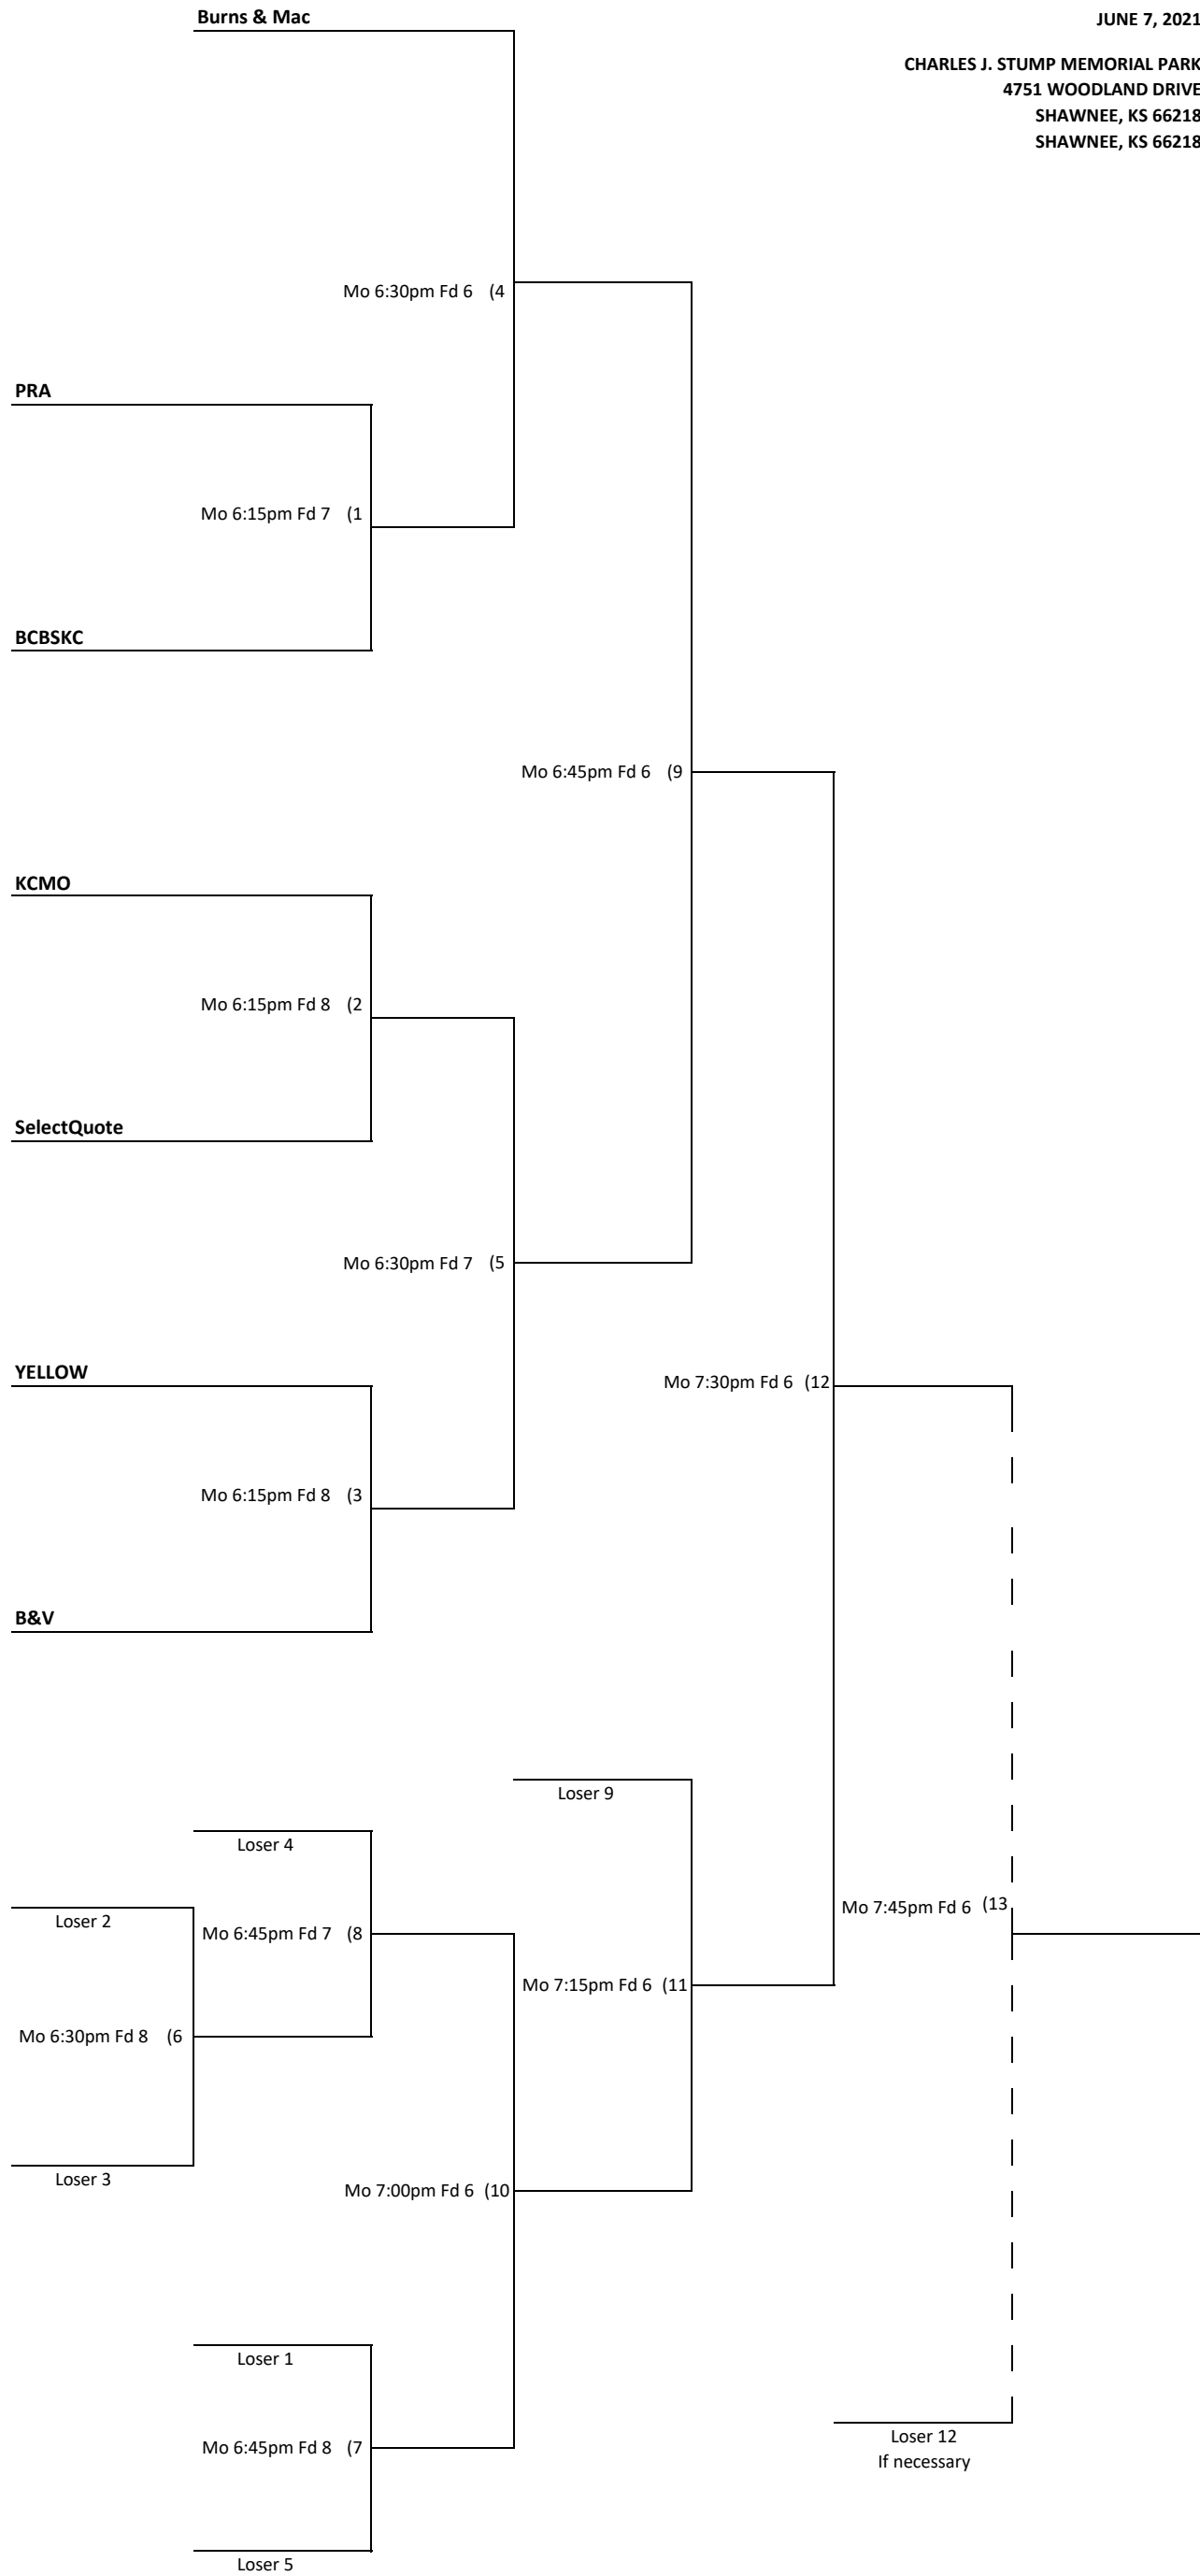 Burns & Mac
JUNE 7, 2021
CHARLES J. STUMP MEMORIAL PARK
4751 WOODLAND DRIVE
SHAWNEE, KS 66218
SHAWNEE, KS 66218
Mo 6:30pm Fd 6 (4
PRA
Mo 6:15pm Fd 7 (1
BCBSKC
Mo 6:45pm Fd 6 (9
KCMO
Mo 6:15pm Fd 8 (2
SelectQuote
Mo 6:30pm Fd 7 (5
YELLOW
Mo 7:30pm Fd 6 (12
Mo 6:15pm Fd 8 (3
B&V
Loser 9
Loser 4
Mo 7:45pm Fd 6 (13
Loser 2
Mo 6:45pm Fd 7 (8
Mo 7:15pm Fd 6 (11
Mo 6:30pm Fd 8 (6
Loser 3
Mo 7:00pm Fd 6 (10
Loser 1
Loser 12
Mo 6:45pm Fd 8 (7
If necessary
Loser 5